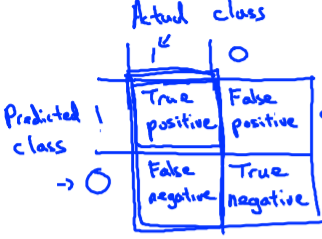 Actual class
1 0
Predicted 1
class
0
True
positive
False
positive
False
negative
True
negative